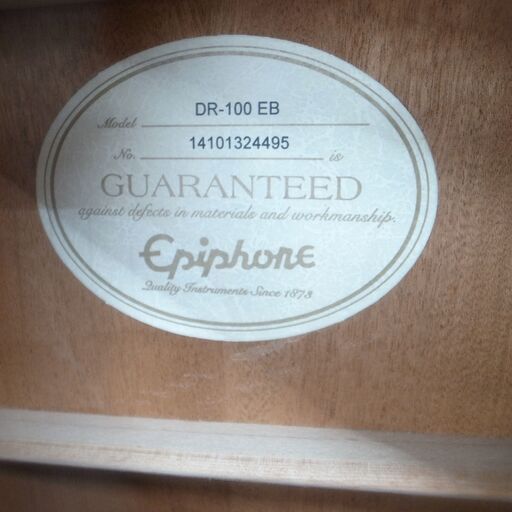 Model DR-100 EB
No. 14101324495 is
GUARANTEED
against defects in materials and workmanship.
Epiphone
Quality Instruments Since 1873